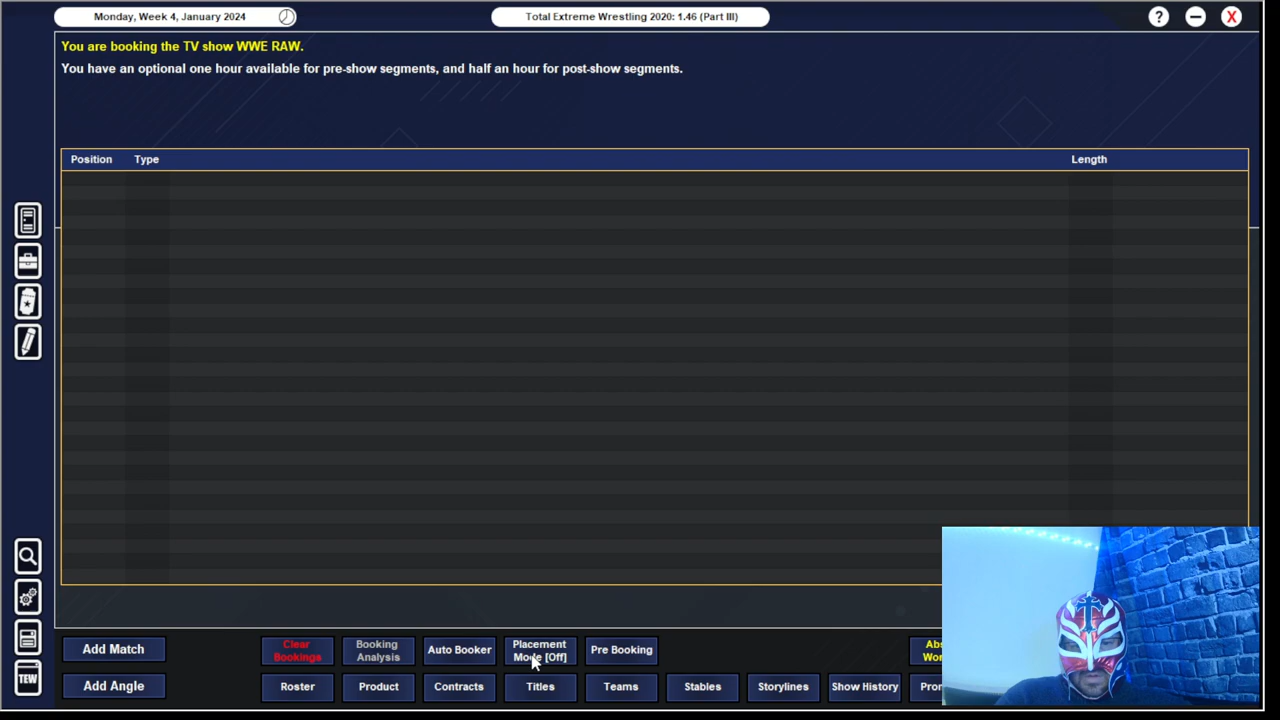 Monday, Week 4, January 2024
Total Extreme Wrestling 2020: 1.46 (Part III)
?
X
You are booking the TV show WWE RAW.
You have an optional one hour available for pre-show segments, and half an hour for post-show segments.
Position Type Length
TEW
Add Match
Clear
Bookings
Booking
Analysis
Auto Booker
Placement
Mode [Off]
Pre Booking
Add Angle
Roster
Product
Contracts
Titles
Teams
Stables
Storylines
Show History